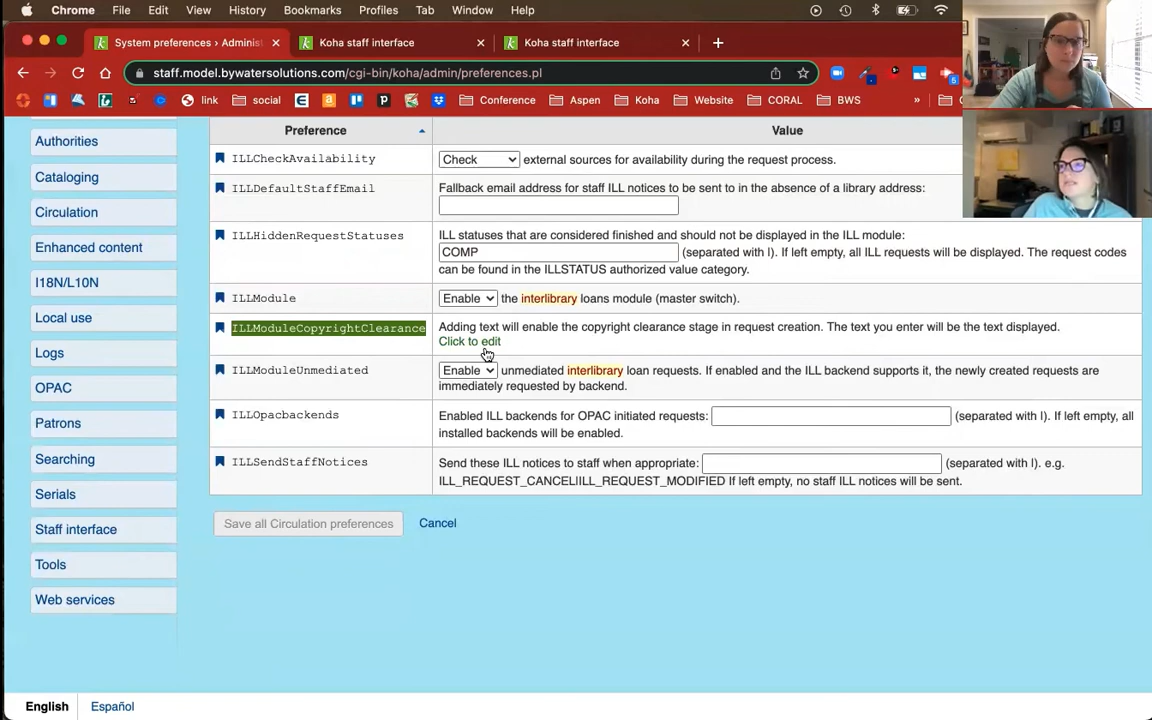 Chrome File Edit View History Bookmarks Profiles Tab Window Help
System preferences › Adminis
Koha staff interface
Koha staff interface
staff.model.bywatersolutions.com/cgi-bin/koha/admin/preferences.pl
link social Conference Aspen Koha Website CORAL BWS »
Preference Value
Authorities
Cataloging
Circulation
Enhanced content
I18N/L10N
Local use
Logs
OPAC
Patrons
Searching
Serials
Staff interface
Tools
Web services
ILLCheckAvailability
Check external sources for availability during the request process.
ILLDefaultStaffEmail
Fallback email address for staff ILL notices to be sent to in the absence of a library address:
ILLHiddenRequestStatuses
ILL statuses that are considered finished and should not be displayed in the ILL module:
COMP (separated with |). If left empty, all ILL requests will be displayed. The request codes
can be found in the ILLSTATUS authorized value category.
ILLModule
Enable the interlibrary loans module (master switch).
ILLModuleCopyrightClearance
Adding text will enable the copyright clearance stage in request creation. The text you enter will be the text displayed.
Click to edit
ILLModuleUnmediated
Enable unmediated interlibrary loan requests. If enabled and the ILL backend supports it, the newly created requests are
immediately requested by backend.
ILLOpacbackends
Enabled ILL backends for OPAC initiated requests: (separated with |). If left empty, all
installed backends will be enabled.
ILLSendStaffNotices
Send these ILL notices to staff when appropriate: (separated with |). e.g.
ILL_REQUEST_CANCEL|ILL_REQUEST_MODIFIED If left empty, no staff ILL notices will be sent.
Save all Circulation preferences Cancel
English Español